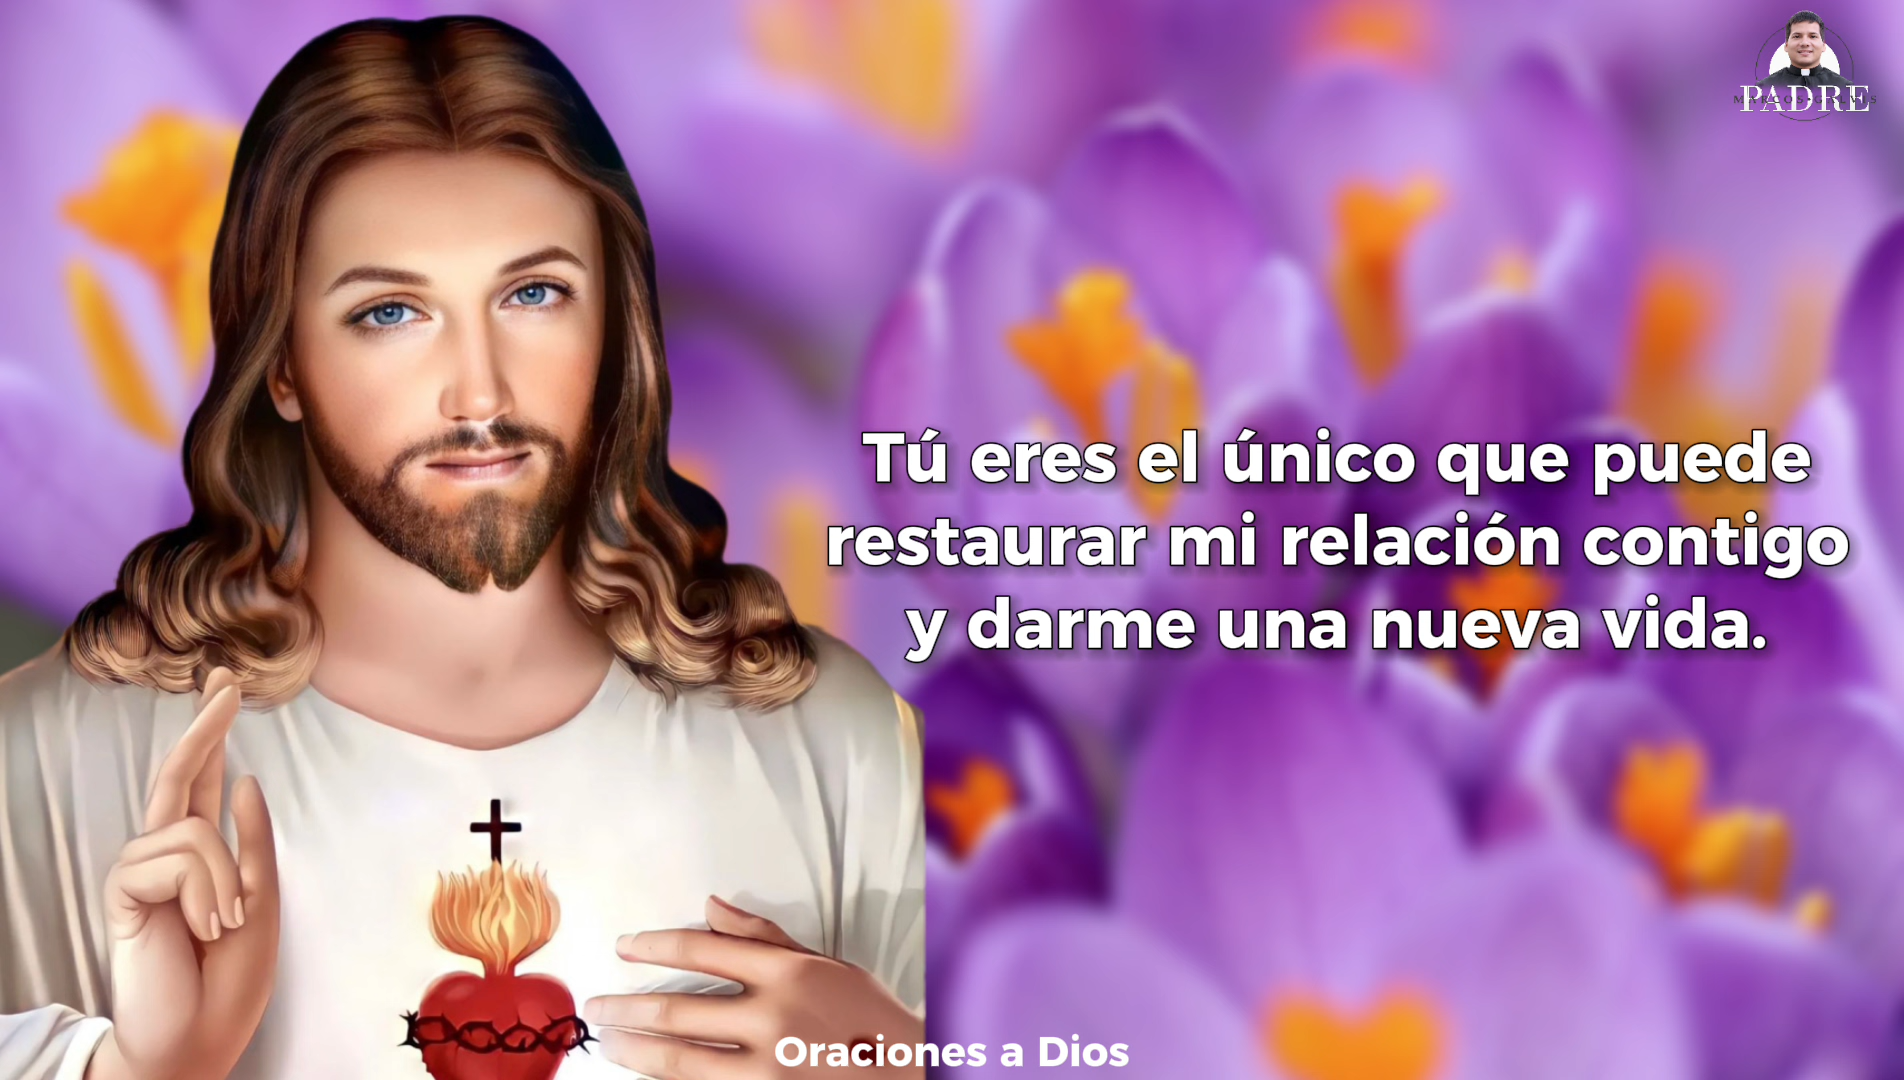 PADRE
Tú eres el único que puede
restaurar mi relación contigo
y darme una nueva vida.
Oraciones a Dios